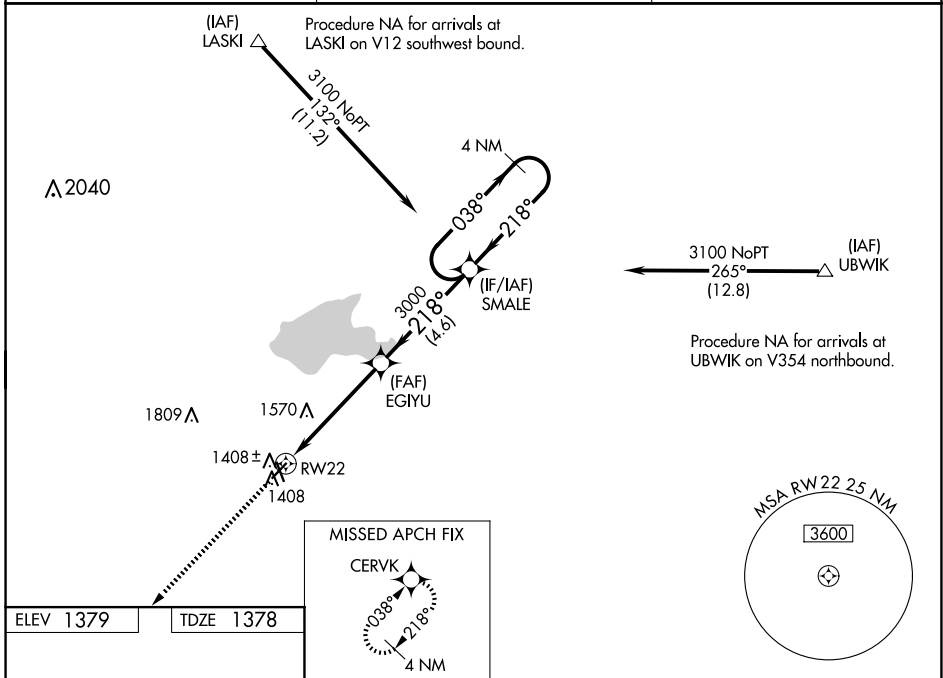 (IAF)
LASKI
Procedure NA for arrivals at
LASKI on V12 southwest bound.
3100 NoPT
132°
(11.2)
4 NM
2040
038°
218°
3100 NoPT
265°
(12.8)
(IAF)
UBWIK
(IF/IAF)
SMALE
3000
218°
(4.6)
Procedure NA for arrivals at
UBWIK on V354 northbound.
(FAF)
EGIYU
1809
1570
1408±
RW22
1408
MSA RW22 25 NM
3600
MISSED APCH FIX
CERVK
038°
218°
4 NM
ELEV 1379
TDZE 1378